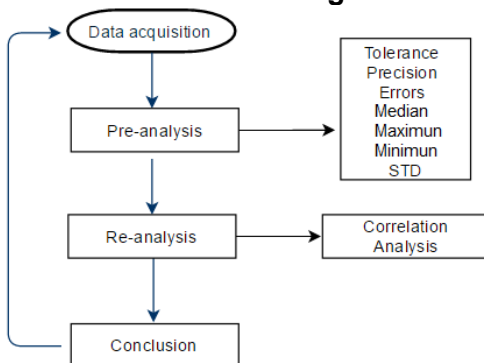 Data acquisition
Pre-analysis
Tolerance
Precision
Errors
Median
Maximun
Minimun
STD
Re-analysis
Correlation
Analysis
Conclusion